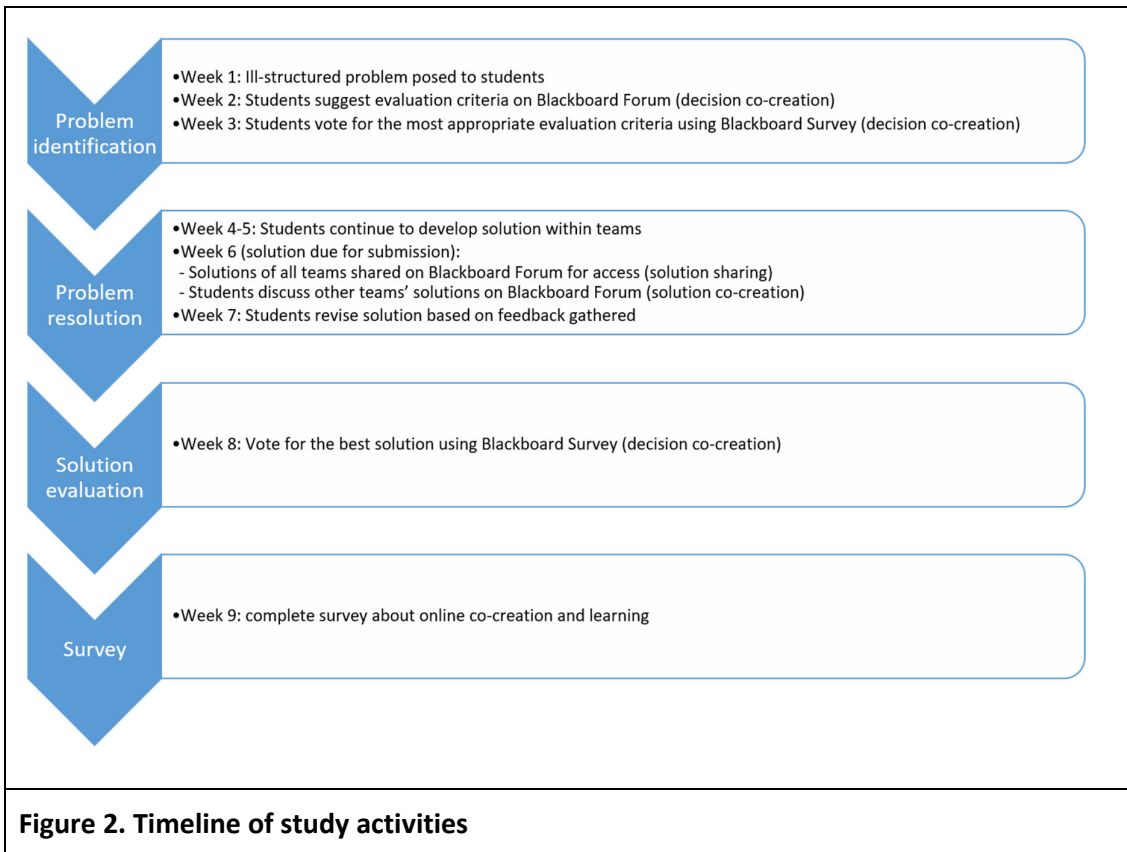 Problem
identification
•Week 1: Ill-structured problem posed to students
•Week 2: Students suggest evaluation criteria on Blackboard Forum (decision co-creation)
•Week 3: Students vote for the most appropriate evaluation criteria using Blackboard Survey (decision co-creation)
Problem
resolution
•Week 4-5: Students continue to develop solution within teams
•Week 6 (solution due for submission):
- Solutions of all teams shared on Blackboard Forum for access (solution sharing)
- Students discuss other teams’ solutions on Blackboard Forum (solution co-creation)
•Week 7: Students revise solution based on feedback gathered
Solution
evaluation
•Week 8: Vote for the best solution using Blackboard Survey (decision co-creation)
Survey
•Week 9: complete survey about online co-creation and learning
Figure 2. Timeline of study activities